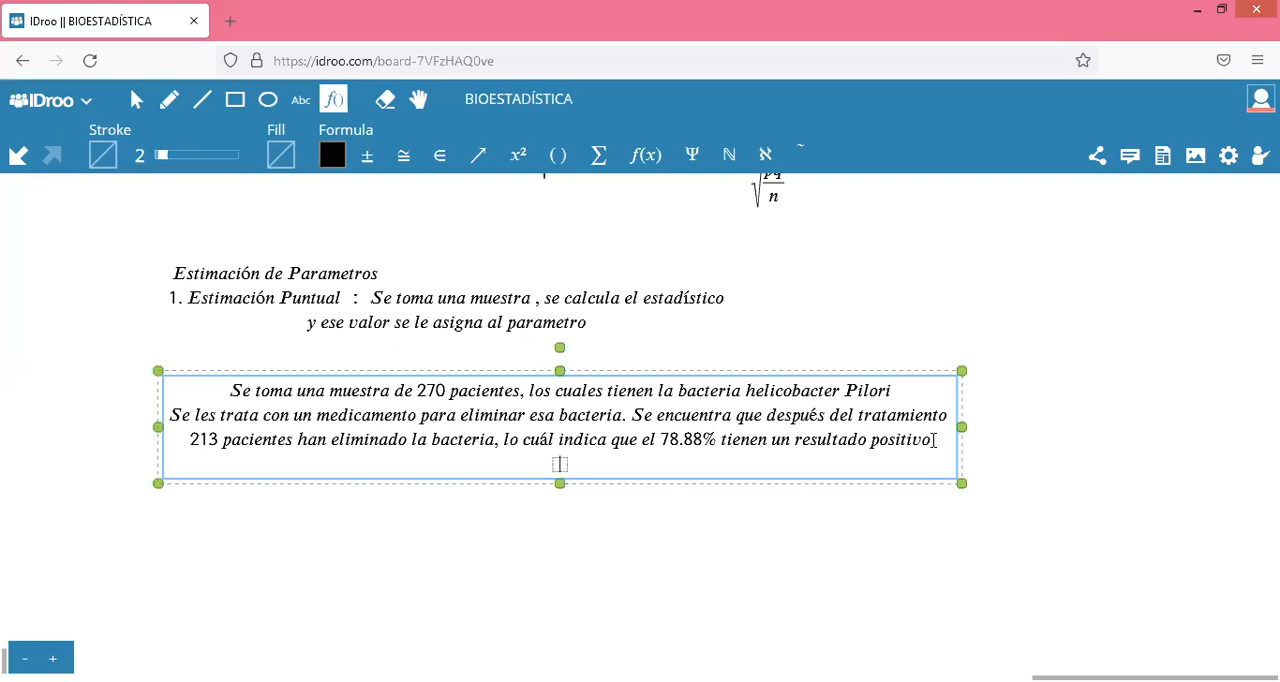 IDroo || BIOESTADÍSTICA
https://idroo.com/board-7VFzHAQ0ve
IDroo
Abc
f()
BIOESTADÍSTICA
Stroke
Fill
Formula
2
± ≅ ∈ x² ( ) ∑ f(x) Ψ ℕ ℵ ~
pq
n
Estimación de Parametros
1. Estimación Puntual : Se toma una muestra , se calcula el estadístico
y ese valor se le asigna al parametro
Se toma una muestra de 270 pacientes, los cuales tienen la bacteria helicobacter Pilori
Se les trata con un medicamento para eliminar esa bacteria. Se encuentra que después del tratamiento
213 pacientes han eliminado la bacteria, lo cuál indica que el 78.88% tienen un resultado positivo
- +